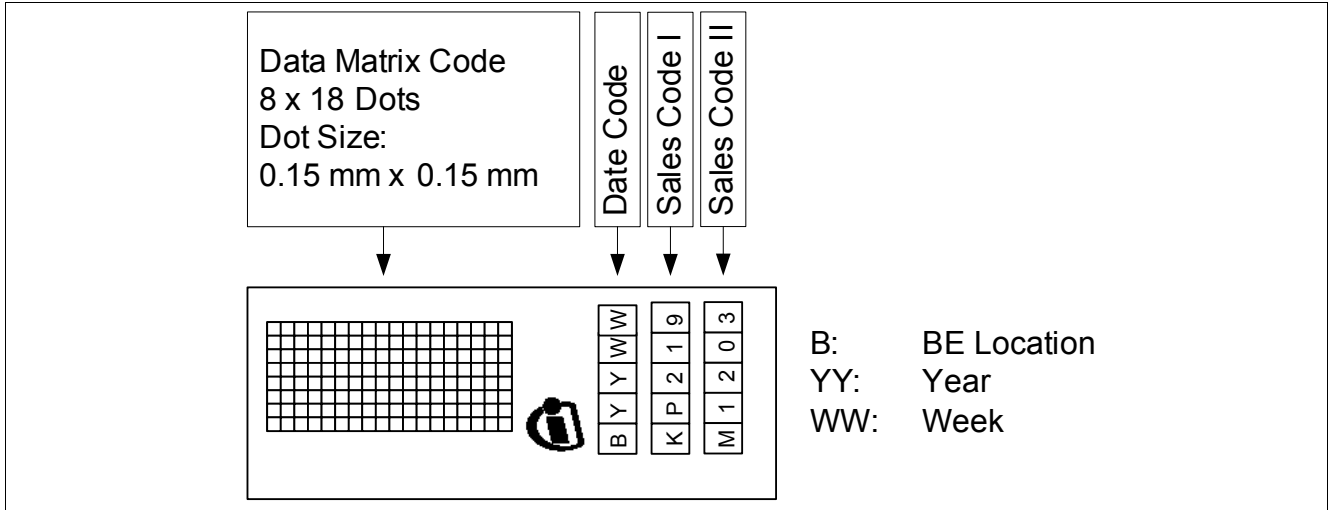 Data Matrix Code
8 x 18 Dots
Dot Size:
0.15 mm x 0.15 mm
Date Code
Sales Code I
Sales Code II
BYYWW
KP219
M1203
B: BE Location
YY: Year
WW: Week